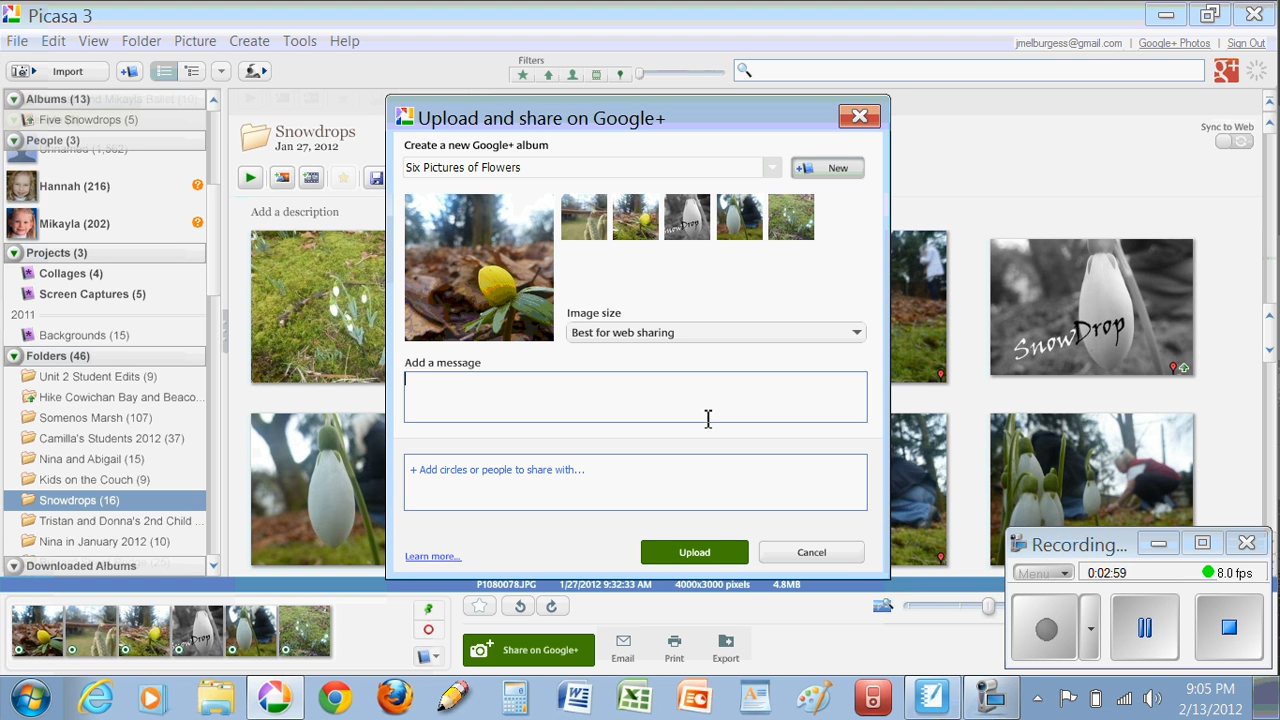 Picasa 3
File Edit View Folder Picture Create Tools Help
jmelburgess@gmail.com | Google+ Photos | Sign Out
Import
Filters
Albums (13)
Five Snowdrops (5)
People (3)
Hannah (216)
Mikayla (202)
Projects (3)
Collages (4)
Screen Captures (5)
2011
Backgrounds (15)
Folders (46)
Unit 2 Student Edits (9)
Hike Cowichan Bay and Beaco...
Somenos Marsh (107)
Camilla's Students 2012 (37)
Nina and Abigail (15)
Kids on the Couch (9)
Snowdrops (16)
Tristan and Donna's 2nd Child ...
Nina in January 2012 (10)
Downloaded Albums
Snowdrops
Jan 27, 2012
Sync to Web
Add a description
Upload and share on Google+
Create a new Google+ album
Six Pictures of Flowers
New
SnowDrop
Image size
Best for web sharing
Add a message
+ Add circles or people to share with...
Learn more...
Upload
Cancel
SnowDrop
P1080078.JPG 1/27/2012 9:32:33 AM 4000x3000 pixels 4.8MB
Share on Google+
Email
Print
Export
Recording...
Menu
0:02:59
8.0 fps
9:05 PM
2/13/2012